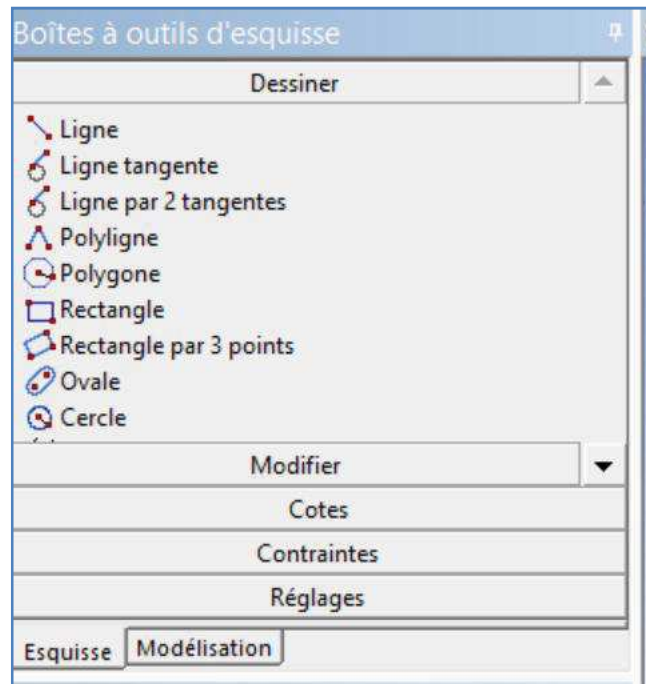 Boîtes à outils d'esquisse
Dessiner
Ligne
Ligne tangente
Ligne par 2 tangentes
Polyligne
Polygone
Rectangle
Rectangle par 3 points
Ovale
Cercle
Modifier
Cotes
Contraintes
Réglages
Esquisse Modélisation